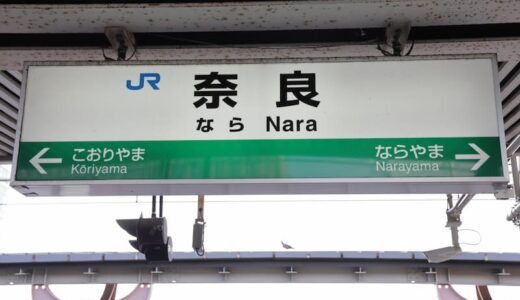 JR 奈良
なら Nara
← こおりやま ならやま →
Kōriyama Narayama